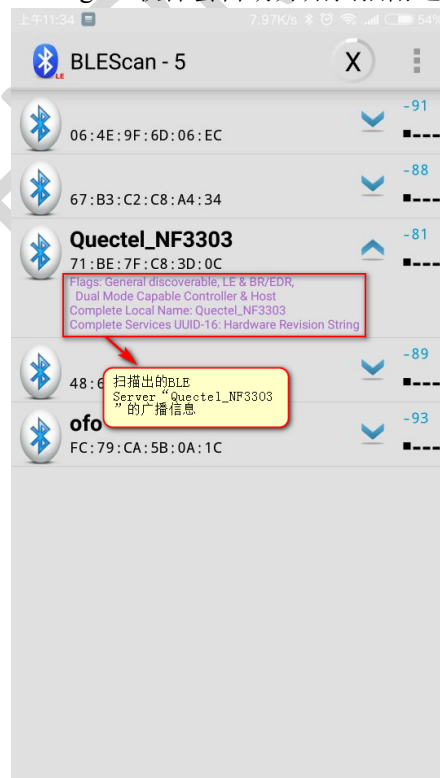 上午11:34
7.97K/s
54%
LE
BLEScan - 5
X
-91
06:4E:9F:6D:06:EC
-88
67:B3:C2:C8:A4:34
Quectel_NF3303
-81
71:BE:7F:C8:3D:0C
Flags: General discoverable, LE & BR/EDR,
Dual Mode Capable Controller & Host
Complete Local Name: Quectel_NF3303
Complete Services UUID-16: Hardware Revision String
-89
48:6
扫描出的BLE
Server“Quectel_NF3303
”的广播信息
ofo
-93
FC:79:CA:5B:0A:1C